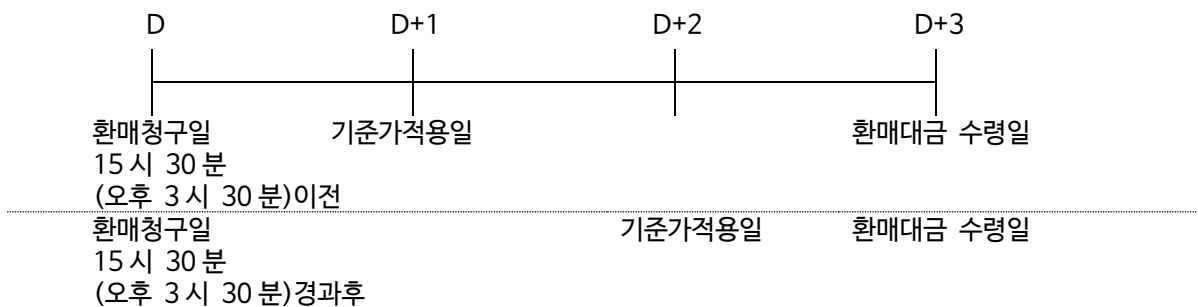 D D+1 D+2 D+3
환매청구일 기준가적용일 환매대금 수령일
15 시 30 분
(오후 3 시 30 분)이전
환매청구일 기준가적용일 환매대금 수령일
15 시 30 분
(오후 3 시 30 분)경과후